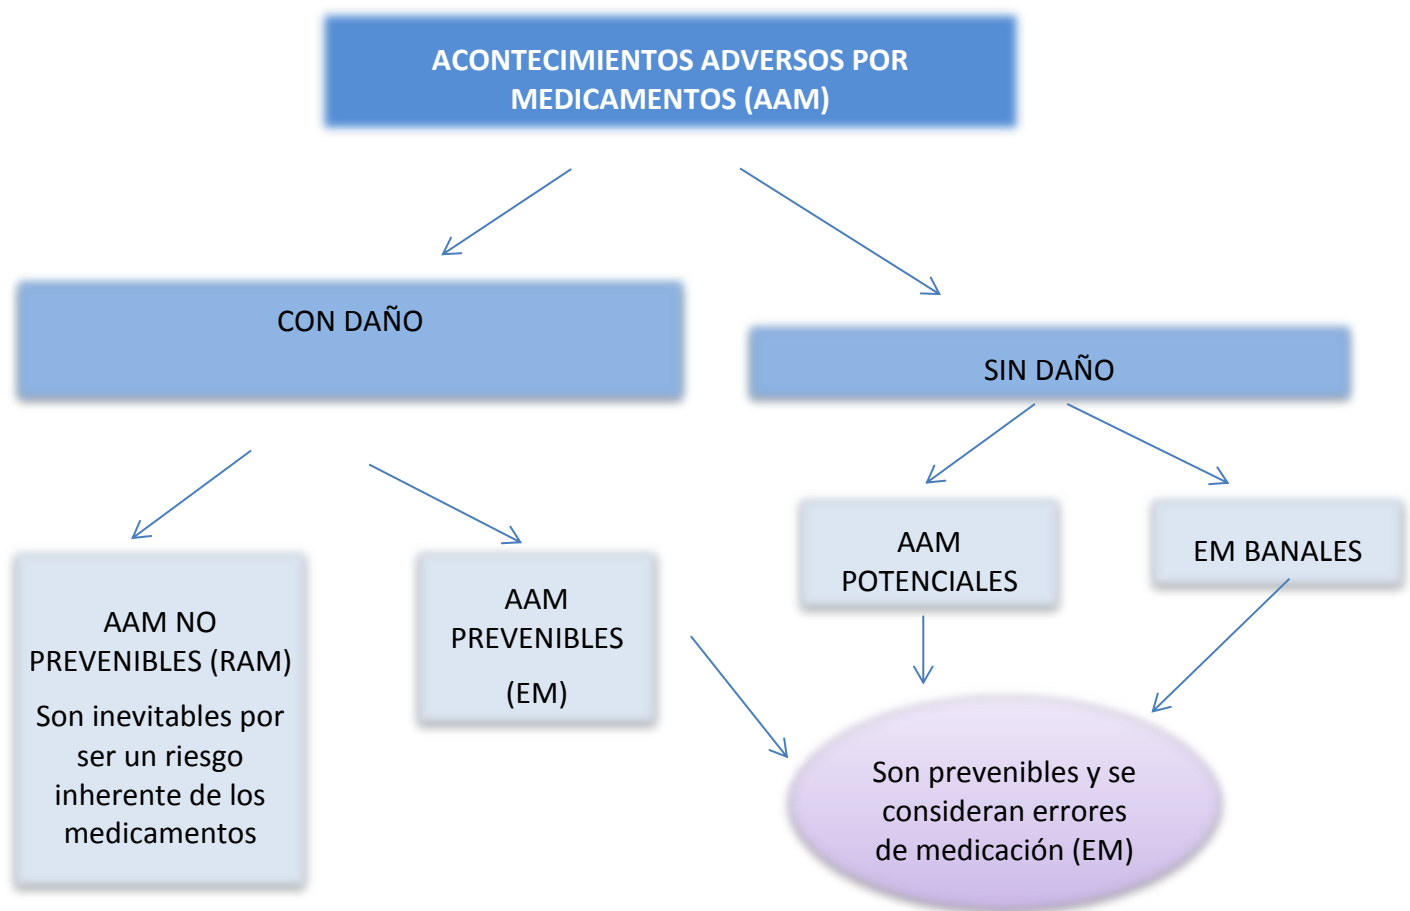 ACONTECIMIENTOS ADVERSOS POR
MEDICAMENTOS (AAM)
CON DAÑO
SIN DAÑO
AAM NO
PREVENIBLES (RAM)
Son inevitables por
ser un riesgo
inherente de los
medicamentos
AAM
PREVENIBLES
(EM)
AAM
POTENCIALES
EM BANALES
Son prevenibles y se
consideran errores
de medicación (EM)